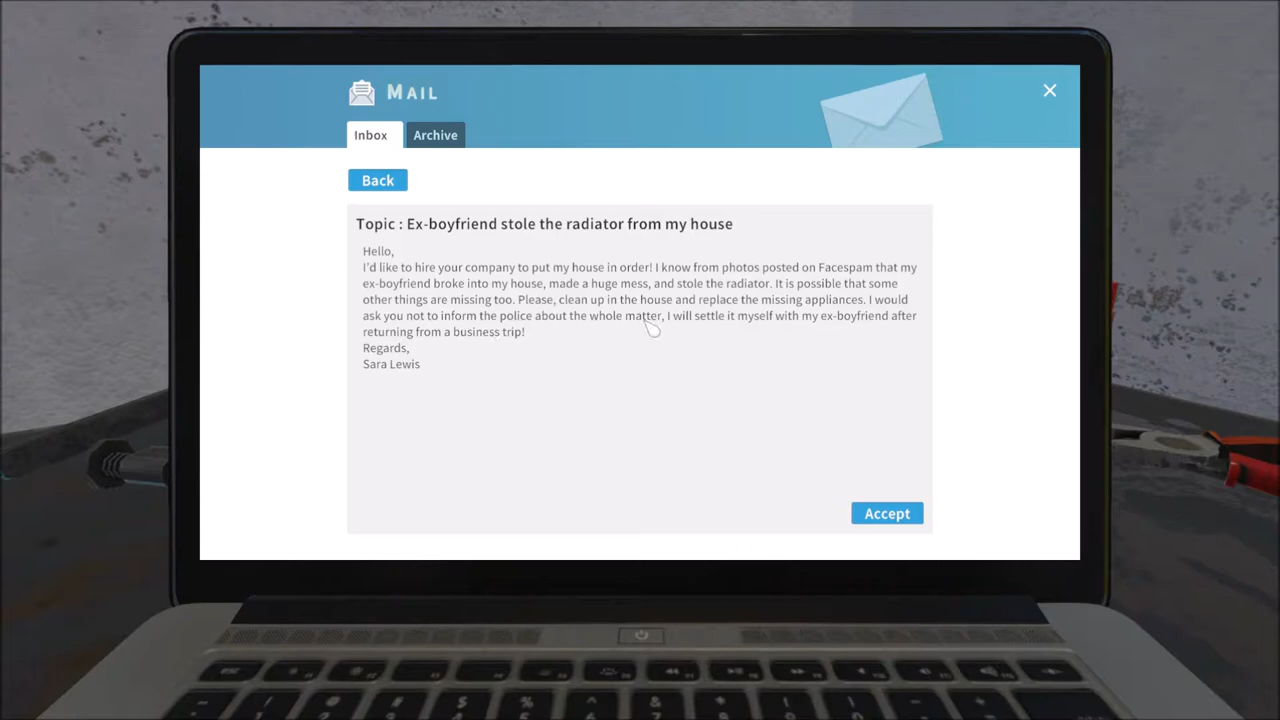 MAIL
Inbox
Archive
Back
Topic : Ex-boyfriend stole the radiator from my house
Hello,
I'd like to hire your company to put my house in order! I know from photos posted on Facespam that my
ex-boyfriend broke into my house, made a huge mess, and stole the radiator. It is possible that some
other things are missing too. Please, clean up in the house and replace the missing appliances. I would
ask you not to inform the police about the whole matter, I will settle it myself with my ex-boyfriend after
returning from a business trip!
Regards,
Sara Lewis
Accept